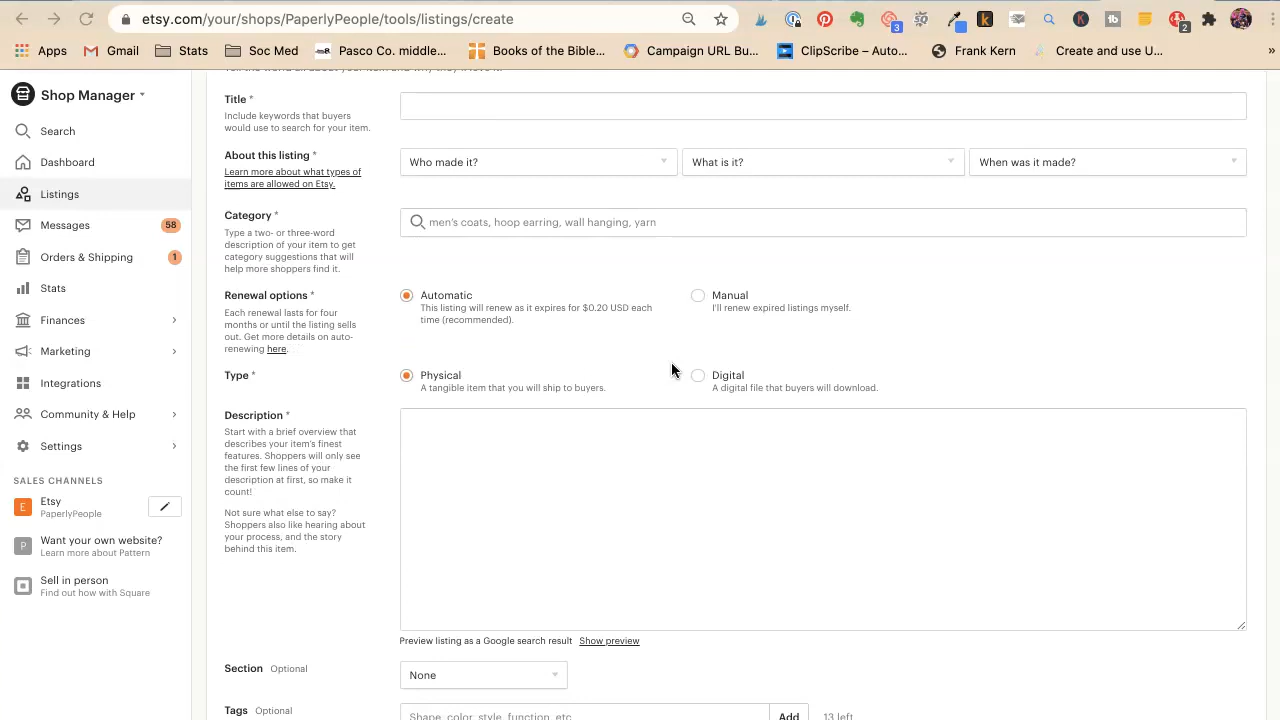 etsy.com/your/shops/PaperlyPeople/tools/listings/create
3
2
Apps
Gmail
Stats
Soc Med
Pasco Co. middle...
Books of the Bible...
Campaign URL Bu...
ClipScribe – Auto...
Frank Kern
Create and use U...
»
Shop Manager
Search
Dashboard
Listings
Messages 58
Orders & Shipping 1
Stats
Finances
Marketing
Integrations
Community & Help
Settings
SALES CHANNELS
E
Etsy
PaperlyPeople
P
Want your own website?
Learn more about Pattern
Sell in person
Find out how with Square
Title *
Include keywords that buyers
would use to search for your item.
About this listing *
Learn more about what types of
items are allowed on Etsy.
Who made it?
What is it?
When was it made?
Category *
Type a two- or three-word
description of your item to get
category suggestions that will
help more shoppers find it.
men's coats, hoop earring, wall hanging, yarn
Renewal options *
Each renewal lasts for four
months or until the listing sells
out. Get more details on auto-
renewing here.
Automatic
This listing will renew as it expires for $0.20 USD each
time (recommended).
Manual
I'll renew expired listings myself.
Type *
Physical
A tangible item that you will ship to buyers.
Digital
A digital file that buyers will download.
Description *
Start with a brief overview that
describes your item's finest
features. Shoppers will only see
the first few lines of your
description at first, so make it
count!
Not sure what else to say?
Shoppers also like hearing about
your process, and the story
behind this item.
Preview listing as a Google search result Show preview
Section Optional
None
Tags Optional
Shape, color, style, function, etc.
Add
13 left